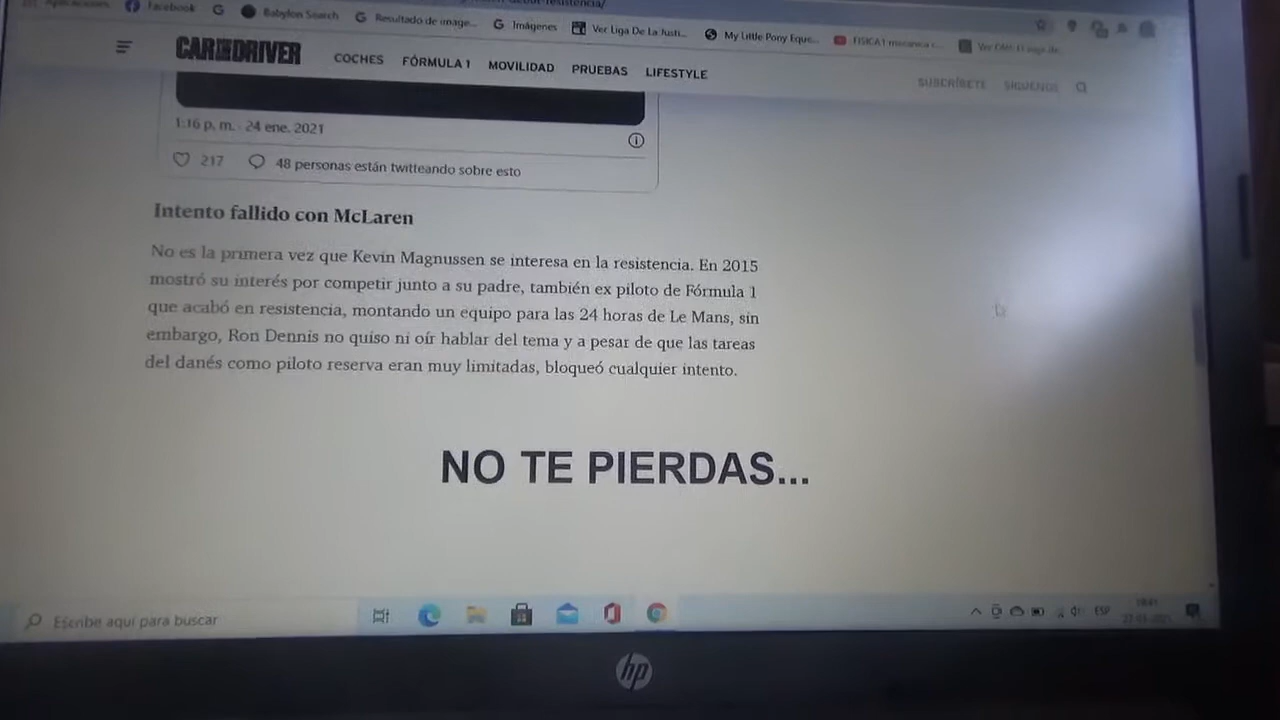 Aplicaciones
Facebook
Babylon Search
Resultado de image...
Imágenes
Ver Liga De La Justi...
My Little Pony Eque...
CAR AND DRIVER
COCHES
FÓRMULA 1
MOVILIDAD
PRUEBAS
LIFESTYLE
SUBCRÍBETE
SÍGUENOS
1:16 p. m. · 24 ene. 2021
217
48 personas están twitteando sobre esto
Intento fallido con McLaren
No es la primera vez que Kevin Magnussen se interesa en la resistencia. En 2015
mostró su interés por competir junto a su padre, también ex piloto de Fórmula 1
que acabó en resistencia, montando un equipo para las 24 horas de Le Mans, sin
embargo, Ron Dennis no quiso ni oír hablar del tema y a pesar de que las tareas
del danés como piloto reserva eran muy limitadas, bloqueó cualquier intento.
NO TE PIERDAS...
Escribe aquí para buscar
ESP
hp